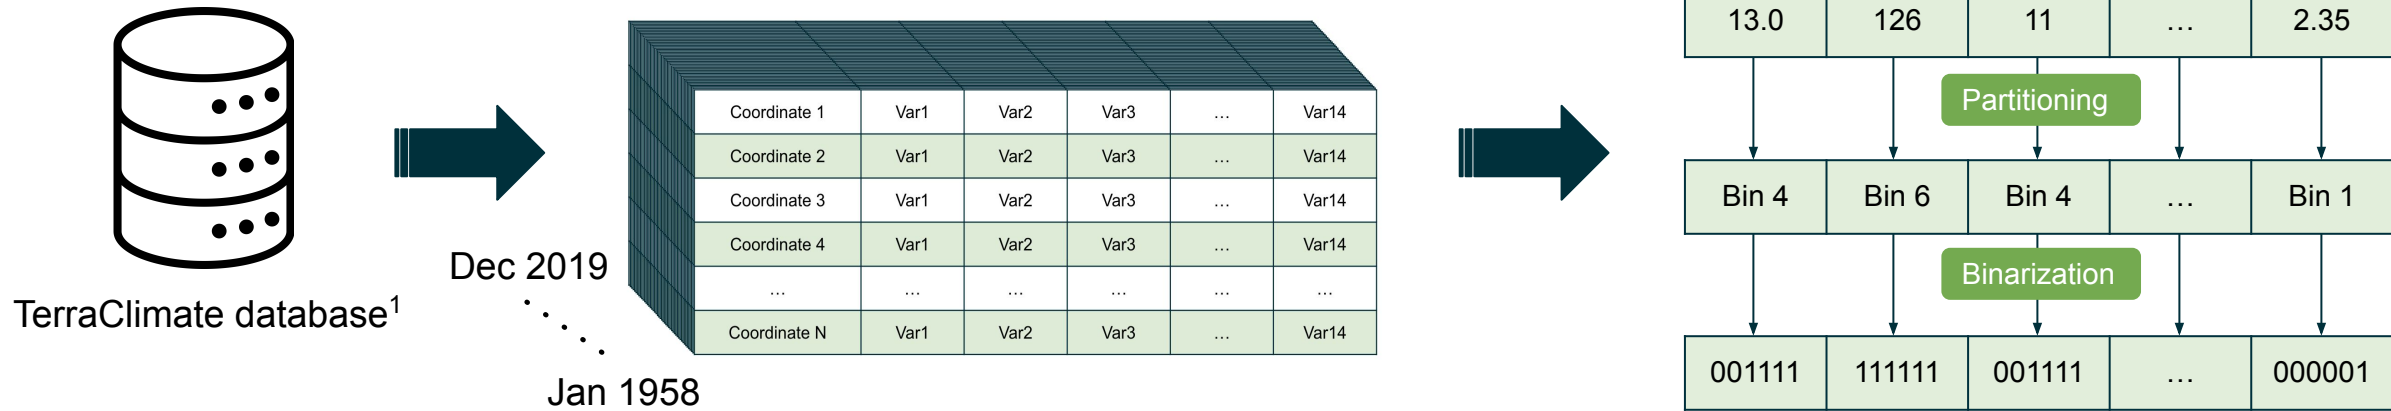 TerraClimate database1
Dec 2019
Jan 1958
Coordinate 1 Var1 Var2 Var3 … Var14
Coordinate 2 Var1 Var2 Var3 … Var14
Coordinate 3 Var1 Var2 Var3 … Var14
Coordinate 4 Var1 Var2 Var3 … Var14
… … … … … …
Coordinate N Var1 Var2 Var3 … Var14
13.0 126 11 … 2.35
Partitioning
Bin 4 Bin 6 Bin 4 … Bin 1
Binarization
001111 111111 001111 … 000001